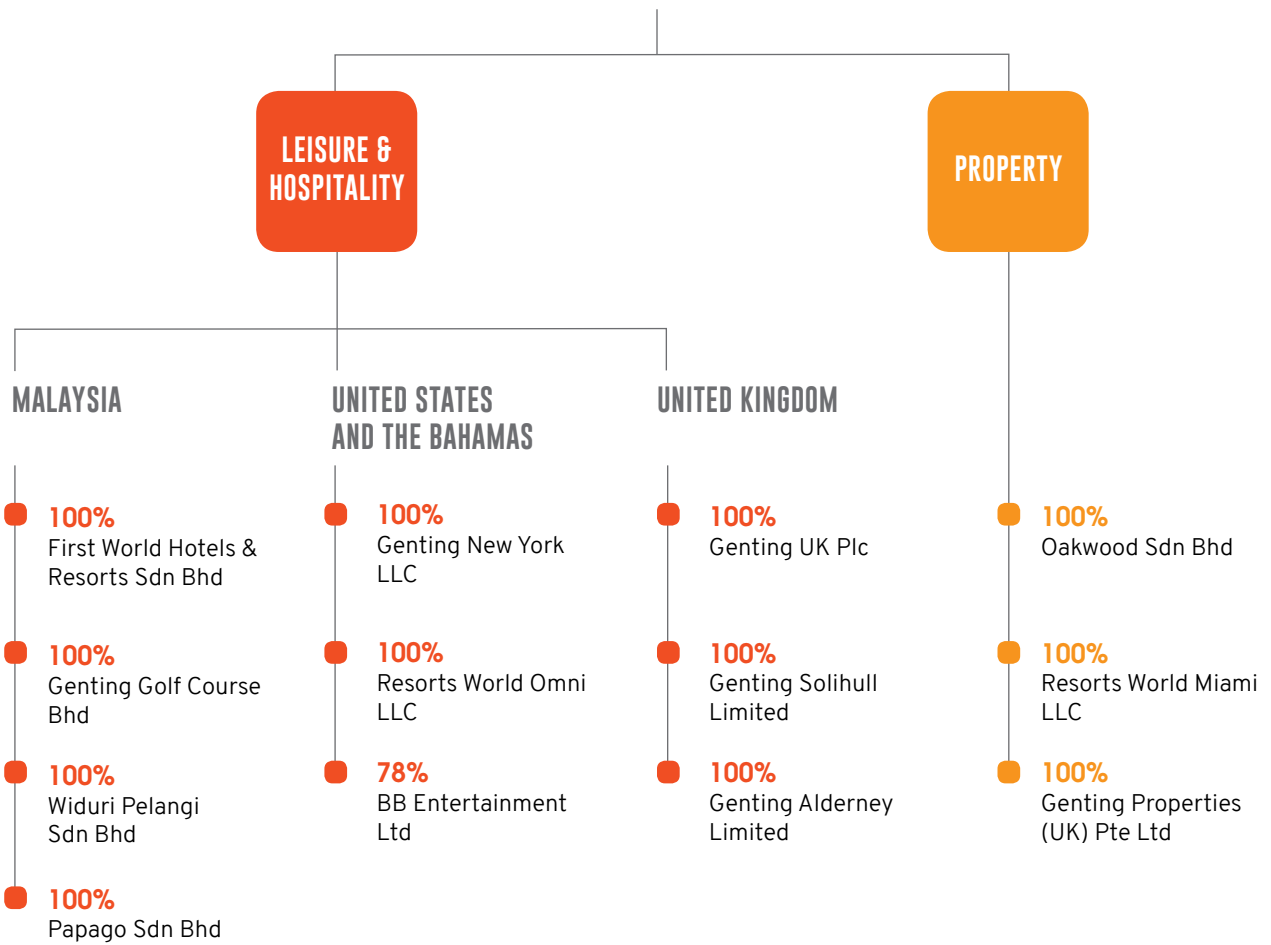 LEISURE &
HOSPITALITY
PROPERTY
MALAYSIA
100%
First World Hotels &
Resorts Sdn Bhd
100%
Genting Golf Course
Bhd
100%
Widuri Pelangi
Sdn Bhd
100%
Papago Sdn Bhd
UNITED STATES
AND THE BAHAMAS
100%
Genting New York
LLC
100%
Resorts World Omni
LLC
78%
BB Entertainment
Ltd
UNITED KINGDOM
100%
Genting UK Plc
100%
Genting Solihull
Limited
100%
Genting Alderney
Limited
100%
Oakwood Sdn Bhd
100%
Resorts World Miami
LLC
100%
Genting Properties
(UK) Pte Ltd